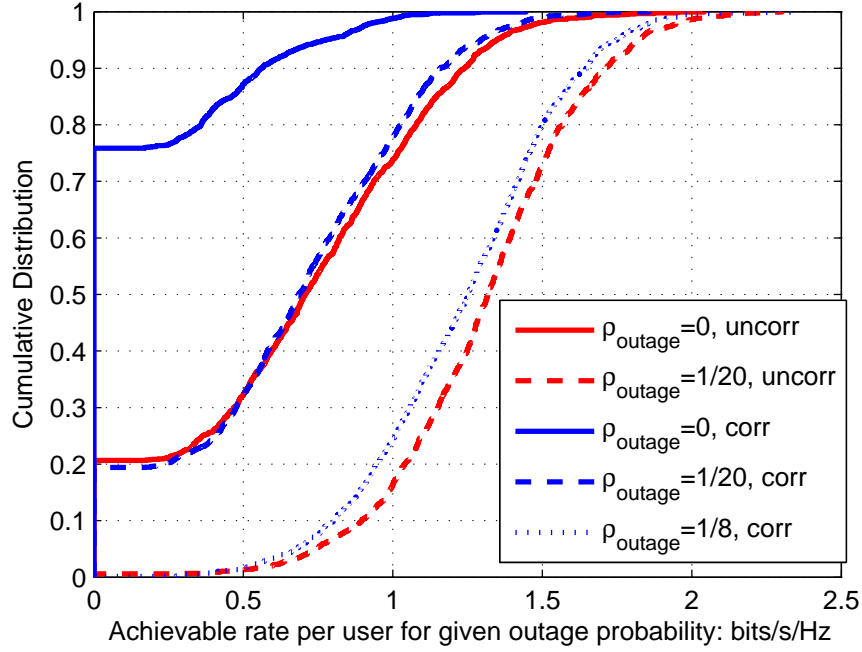 1
0.9
0.8
0.7
0.6
0.5
0.4
0.3
0.2
0.1
0
Cumulative Distribution
ρoutage=0, uncorr
ρoutage=1/20, uncorr
ρoutage=0, corr
ρoutage=1/20, corr
ρoutage=1/8, corr
0 0.5 1 1.5 2 2.5
Achievable rate per user for given outage probability: bits/s/Hz